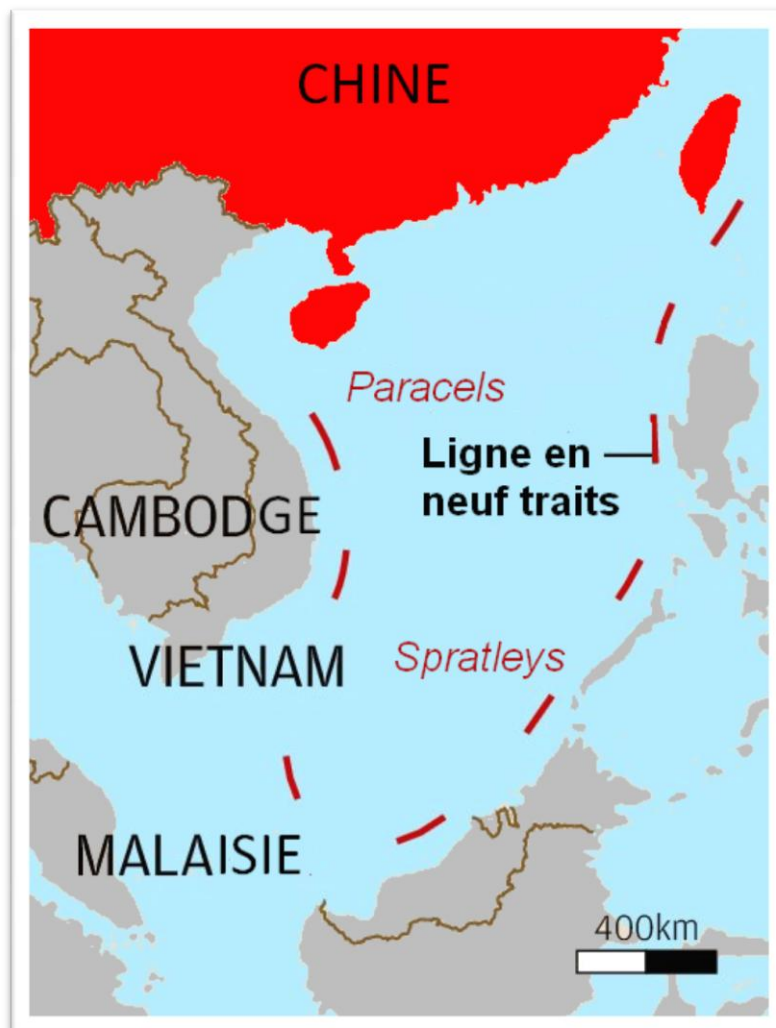 CHINE
Paracels
Ligne en
neuf traits
CAMBODGE
Spratleys
VIETNAM
MALAISIE
400km